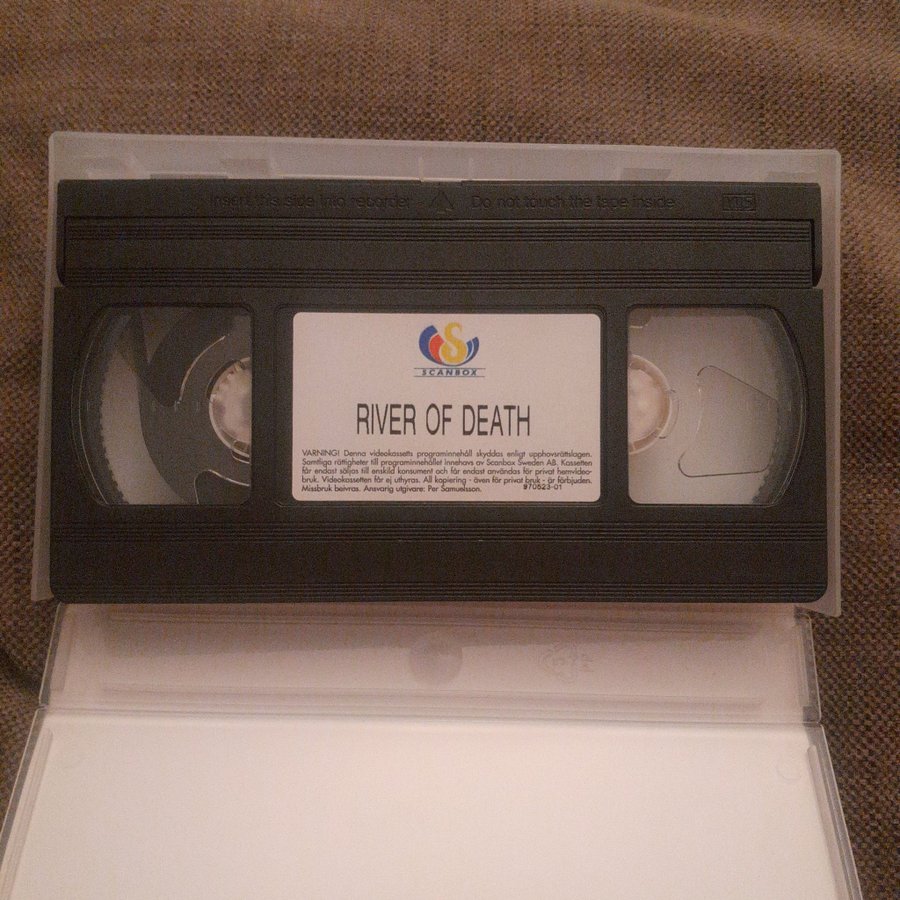 Insert this side into recorder Do not touch the tape inside VHS
S
SCANBOX
RIVER OF DEATH
VARNING! Denna videokassetts programinnehåll skyddas enligt upphovsrättslagen.
Samtliga rättigheter till programinnehållet innehavs av Scanbox Sweden AB. Kassetten
får endast säljas till enskild konsument och får endast användas för privat hemvideo-
bruk. Videokassetten får ej uthyras. All kopiering - även för privat bruk - är förbjuden.
Missbruk beivras. Ansvarig utgivare: Per Samuelsson. 970523-01